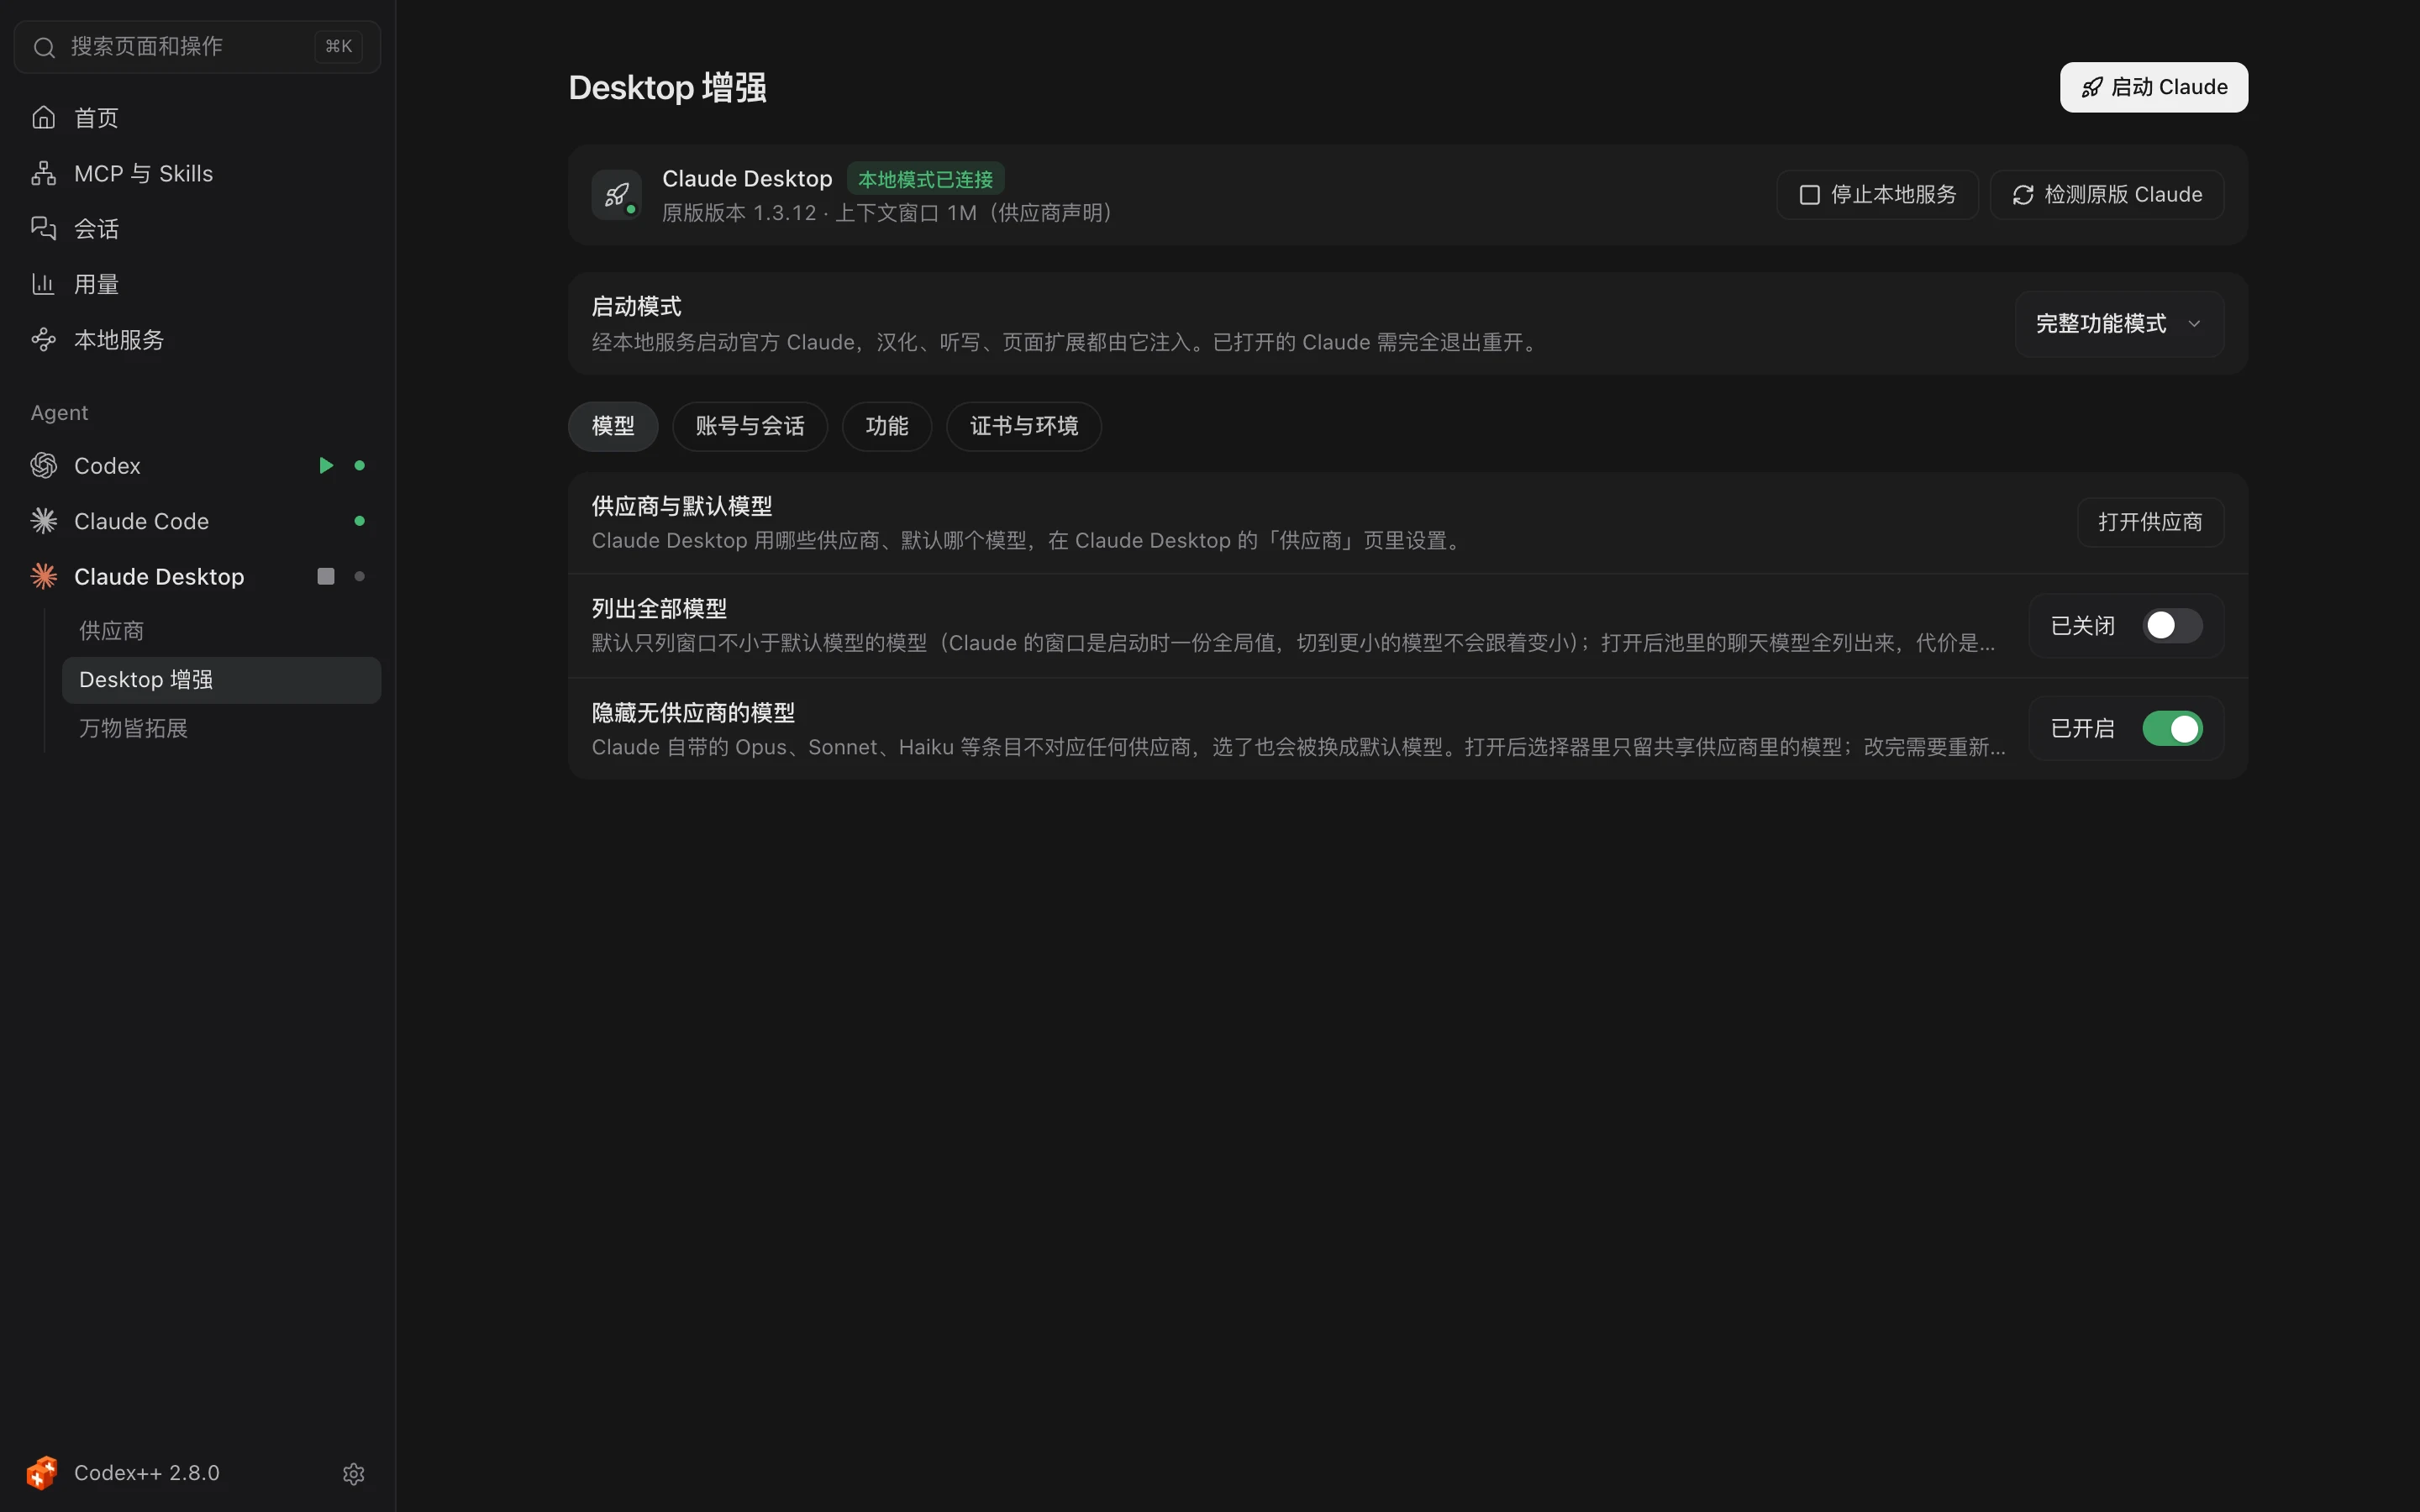 搜索页面和操作 ⌘K
首页
MCP 与 Skills
会话
用量
本地服务
Agent
Codex
Claude Code
Claude Desktop
供应商
Desktop 增强
万物皆拓展
Codex++ 2.8.0
Desktop 增强
启动 Claude
Claude Desktop 本地模式已连接
原版版本 1.3.12 · 上下文窗口 1M（供应商声明）
停止本地服务
检测原版 Claude
启动模式
经本地服务启动官方 Claude，汉化、听写、页面扩展都由它注入。已打开的 Claude 需完全退出重开。
完整功能模式
模型 账号与会话 功能 证书与环境
供应商与默认模型
Claude Desktop 用哪些供应商、默认哪个模型，在 Claude Desktop 的「供应商」页里设置。
打开供应商
列出全部模型
默认只列窗口不小于默认模型的模型（Claude 的窗口是启动时一份全局值，切到更小的模型不会跟着变小）；打开后池里的聊天模型全列出来，代价是...
已关闭
隐藏无供应商的模型
Claude 自带的 Opus、Sonnet、Haiku 等条目不对应任何供应商，选了也会被换成默认模型。打开后选择器里只留共享供应商里的模型；改完需要重新...
已开启